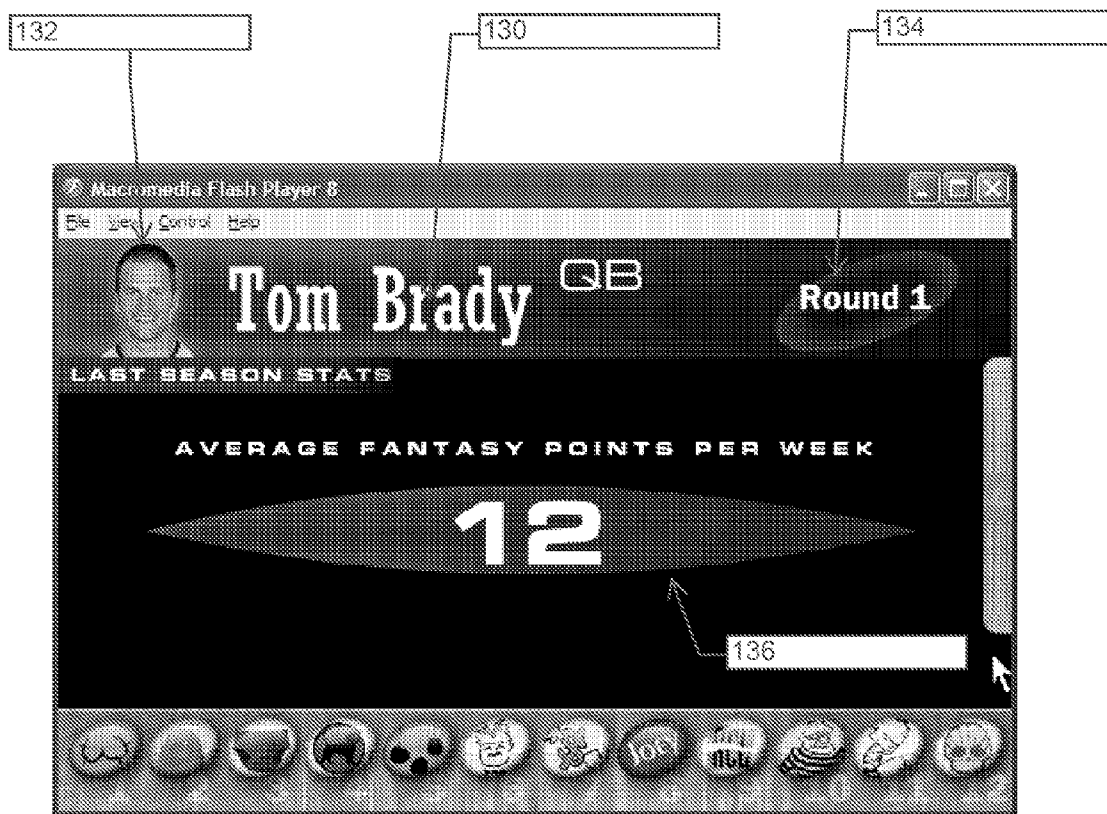 132
130
134
Macromedia Flash Player 8
File View Control Help
Tom Brady QB
Round 1
LAST SEASON STATS
AVERAGE FANTASY POINTS PER WEEK
12
136
100